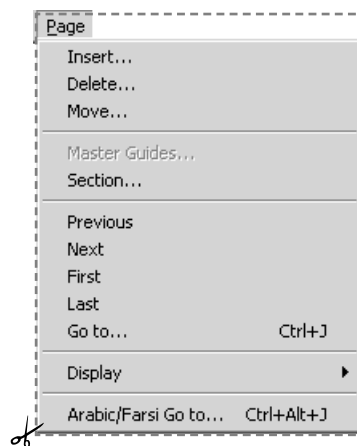 Page
Insert...
Delete...
Move...
Master Guides...
Section...
Previous
Next
First
Last
Go to... Ctrl+J
Display
Arabic/Farsi Go to... Ctrl+Alt+J